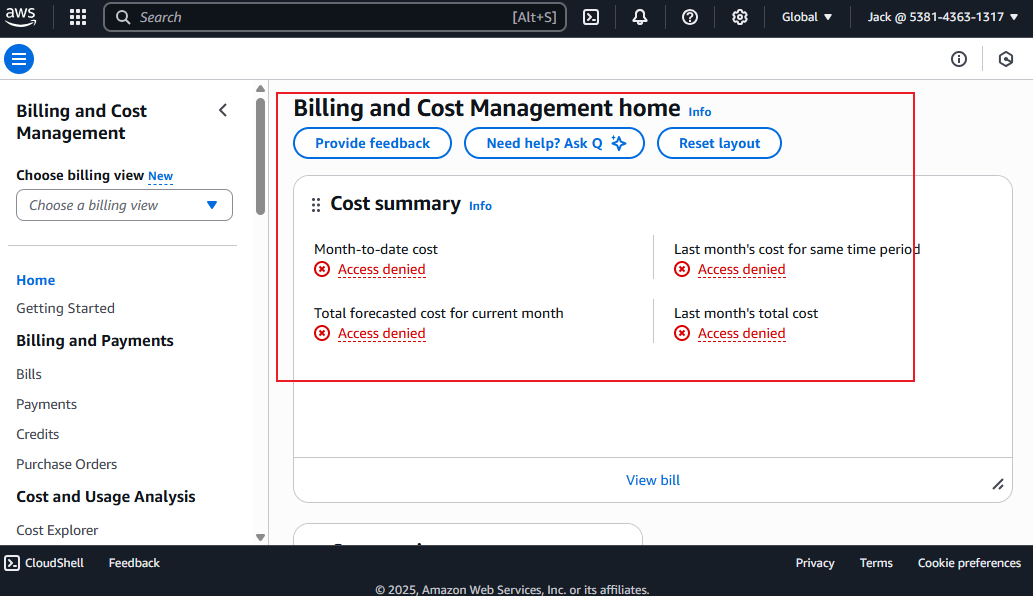 aws
Search [Alt+S] Global Jack @ 5381-4363-1317
Billing and Cost
Management
Choose billing view New
Choose a billing view
Home
Getting Started
Billing and Payments
Bills
Payments
Credits
Purchase Orders
Cost and Usage Analysis
Cost Explorer
Billing and Cost Management home Info
Provide feedback Need help? Ask Q Reset layout
Cost summary Info
Month-to-date cost
Access denied
Last month's cost for same time period
Access denied
Total forecasted cost for current month
Access denied
Last month's total cost
Access denied
View bill
CloudShell Feedback Privacy Terms Cookie preferences
© 2025, Amazon Web Services, Inc. or its affiliates.